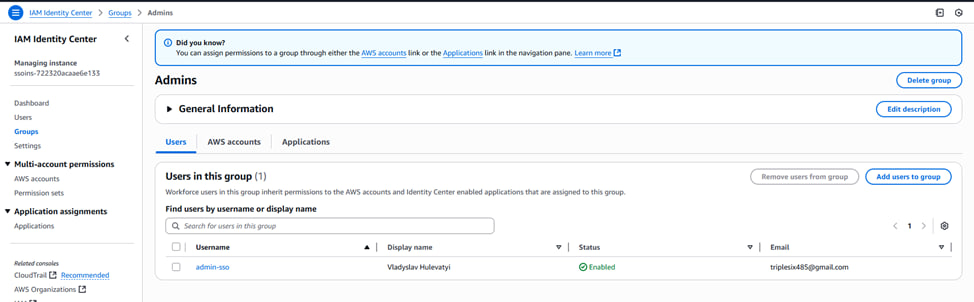 IAM Identity Center > Groups > Admins
IAM Identity Center
Managing instance
ssoins-722320acaae6e133
Dashboard
Users
Groups
Settings
Multi-account permissions
AWS accounts
Permission sets
Application assignments
Applications
Related consoles
CloudTrail Recommended
AWS Organizations
Did you know?
You can assign permissions to a group through either the AWS accounts link or the Applications link in the navigation pane. Learn more
Admins
Delete group
General Information
Edit description
Users
AWS accounts
Applications
Users in this group (1)
Remove users from group
Add users to group
Workforce users in this group inherit permissions to the AWS accounts and Identity Center enabled applications that are assigned to this group.
Find users by username or display name
Search for users in this group
1
Username Display name Status Email
admin-sso Vladyslav Hulevatyi Enabled triplesix485@gmail.com